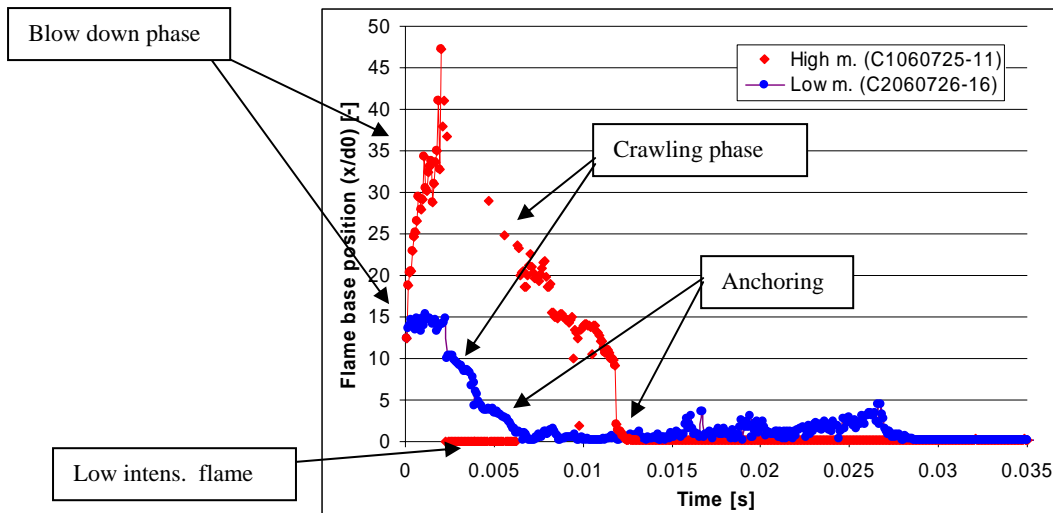 Blow down phase
50
45
40
35
30
25
20
15
10
5
0
Flame base position (x/d0) [-]
High m. (C1060725-11)
Low m. (C2060726-16)
Crawling phase
Anchoring
Low intens. flame
0
0.005
0.01
0.015
0.02
0.025
0.03
0.035
Time [s]